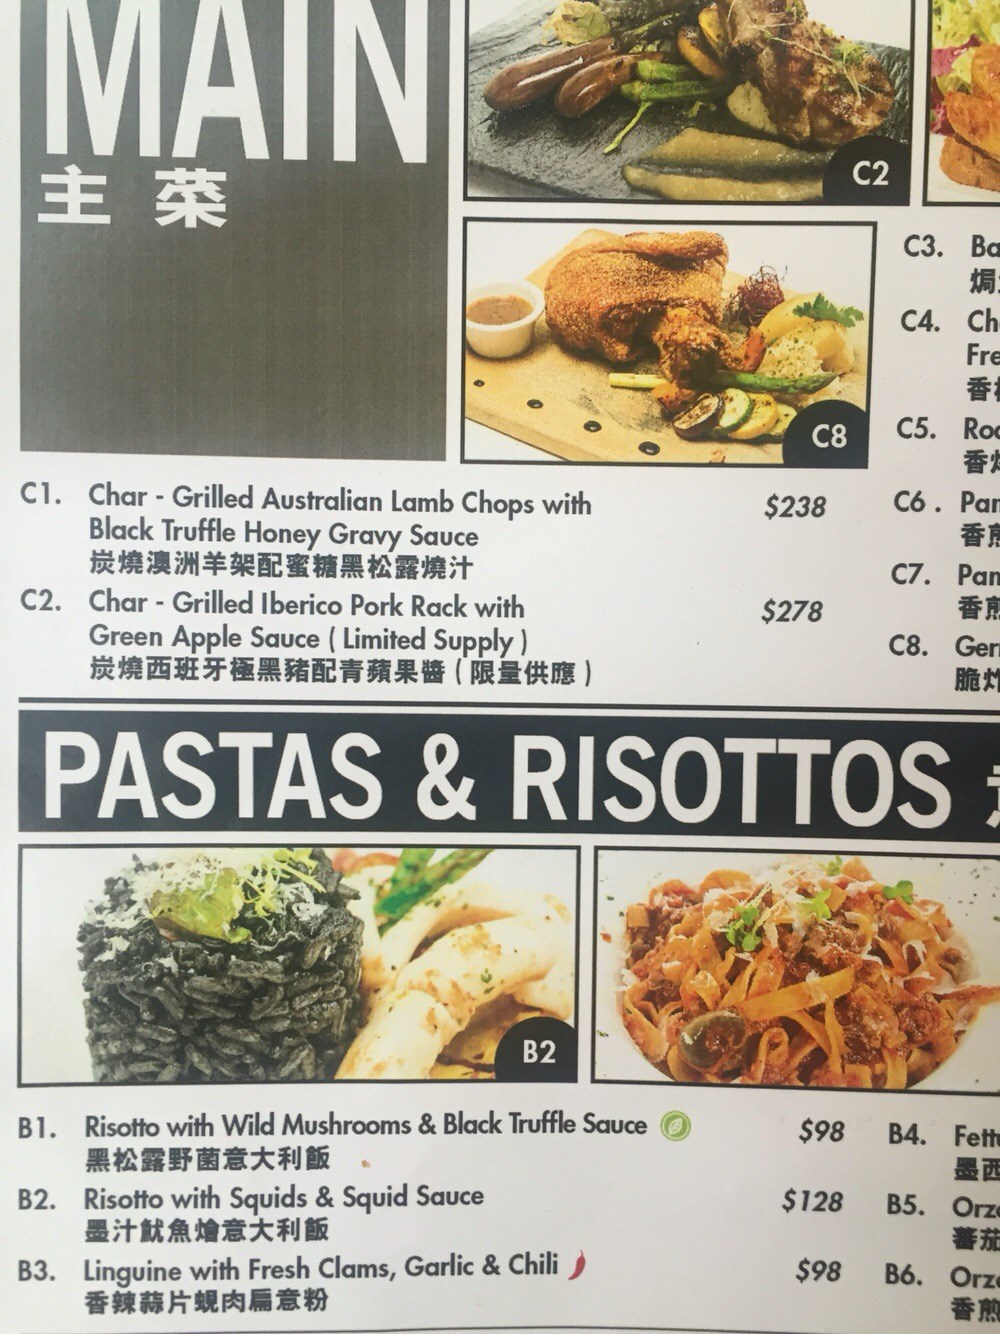 MAIN
主菜
C2
C8
C1. Char - Grilled Australian Lamb Chops with $238
Black Truffle Honey Gravy Sauce
炭燒澳洲羊架配蜜糖黑松露燒汁
C2. Char - Grilled Iberico Pork Rack with $278
Green Apple Sauce ( Limited Supply )
炭燒西班牙極黑豬配青蘋果醬 ( 限量供應 )
C3.
C4.
C5.
C6 .
C7.
C8.
PASTAS & RISOTTOS
B2
B1. Risotto with Wild Mushrooms & Black Truffle Sauce $98
黑松露野菌意大利飯
B2. Risotto with Squids & Squid Sauce $128
墨汁魷魚燴意大利飯
B3. Linguine with Fresh Clams, Garlic & Chili $98
香辣蒜片蜆肉扁意粉
B4.
B5.
B6.